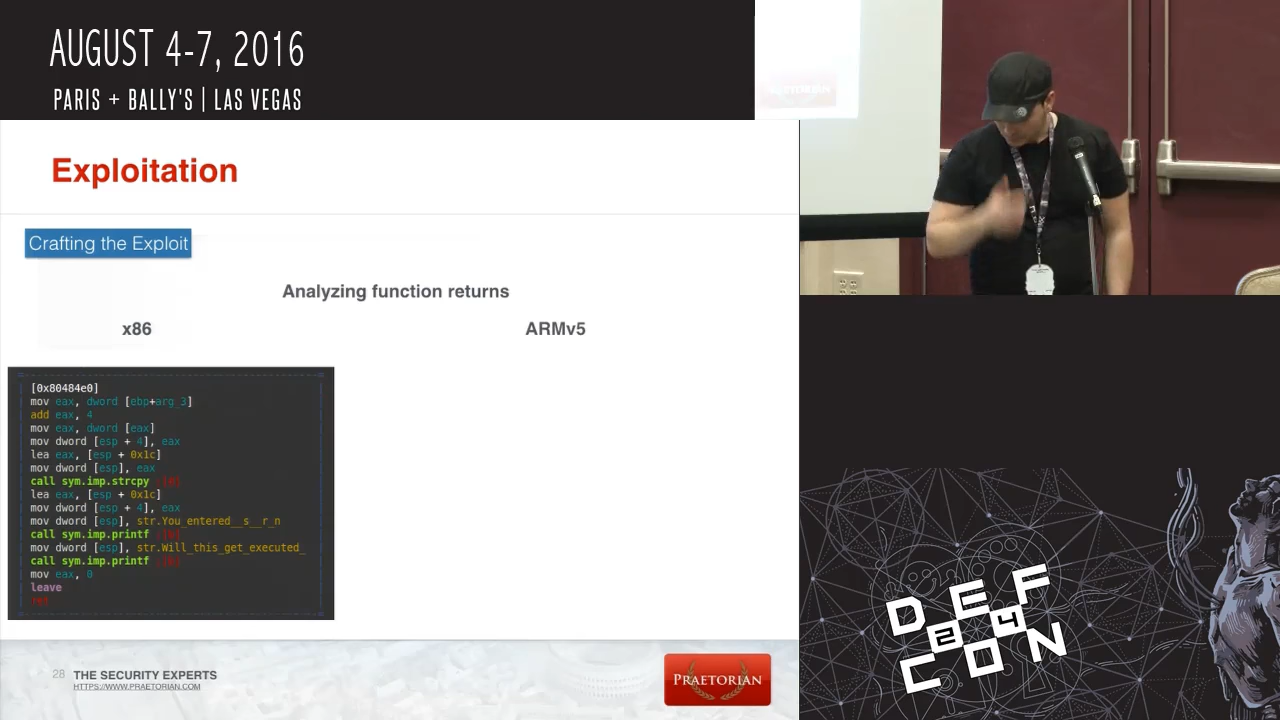 AUGUST 4-7, 2016
PARIS + BALLY'S | LAS VEGAS
Exploitation
Crafting the Exploit
Analyzing function returns
x86
ARMv5
[0x80484e0]
mov eax, dword [ebp+arg_3]
add eax, 4
mov eax, dword [eax]
mov dword [esp + 4], eax
lea eax, [esp + 0x1c]
mov dword [esp], eax
call sym.imp.strcpy
lea eax, [esp + 0x1c]
mov dword [esp + 4], eax
mov dword [esp], str.You_entered__s__r_n
call sym.imp.printf
mov dword [esp], str.Will_this_get_executed_
call sym.imp.printf
mov eax, 0
leave
28
THE SECURITY EXPERTS
HTTPS://WWW.PRAETORIAN.COM
PRAETORIAN
DEF
24
CON